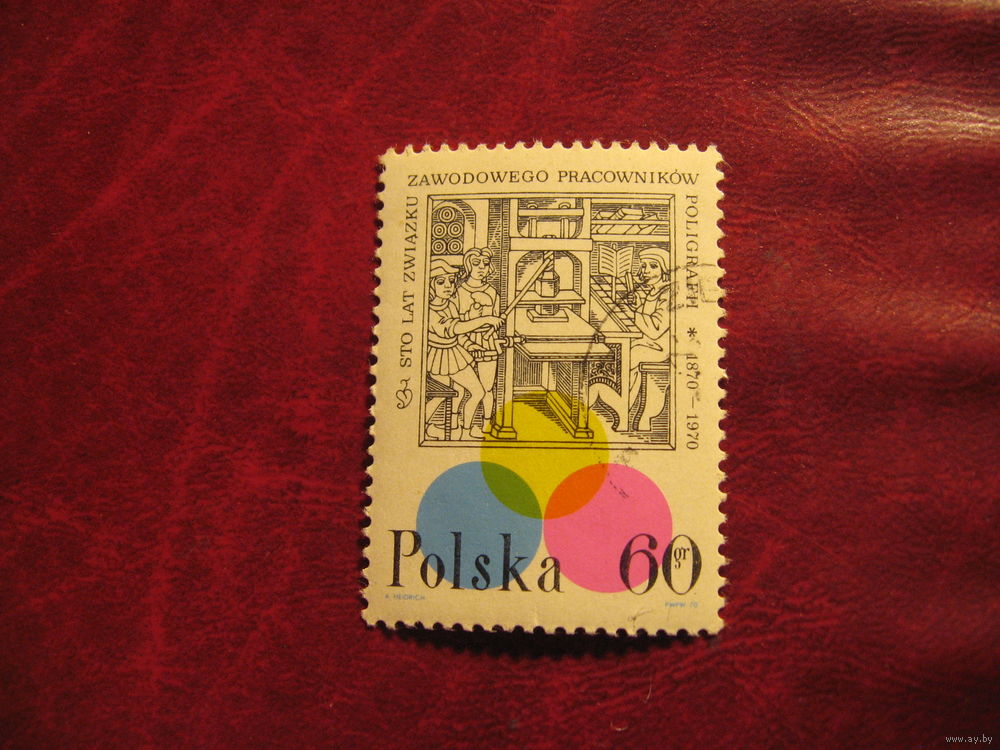 STO LAT ZWIĄZKU
ZAWODOWEGO PRACOWNIKÓW
POLIGRAFII * 1870–1970
Polska 60 gr
A. HEIDRICH
PWPW 70
www.ay.by